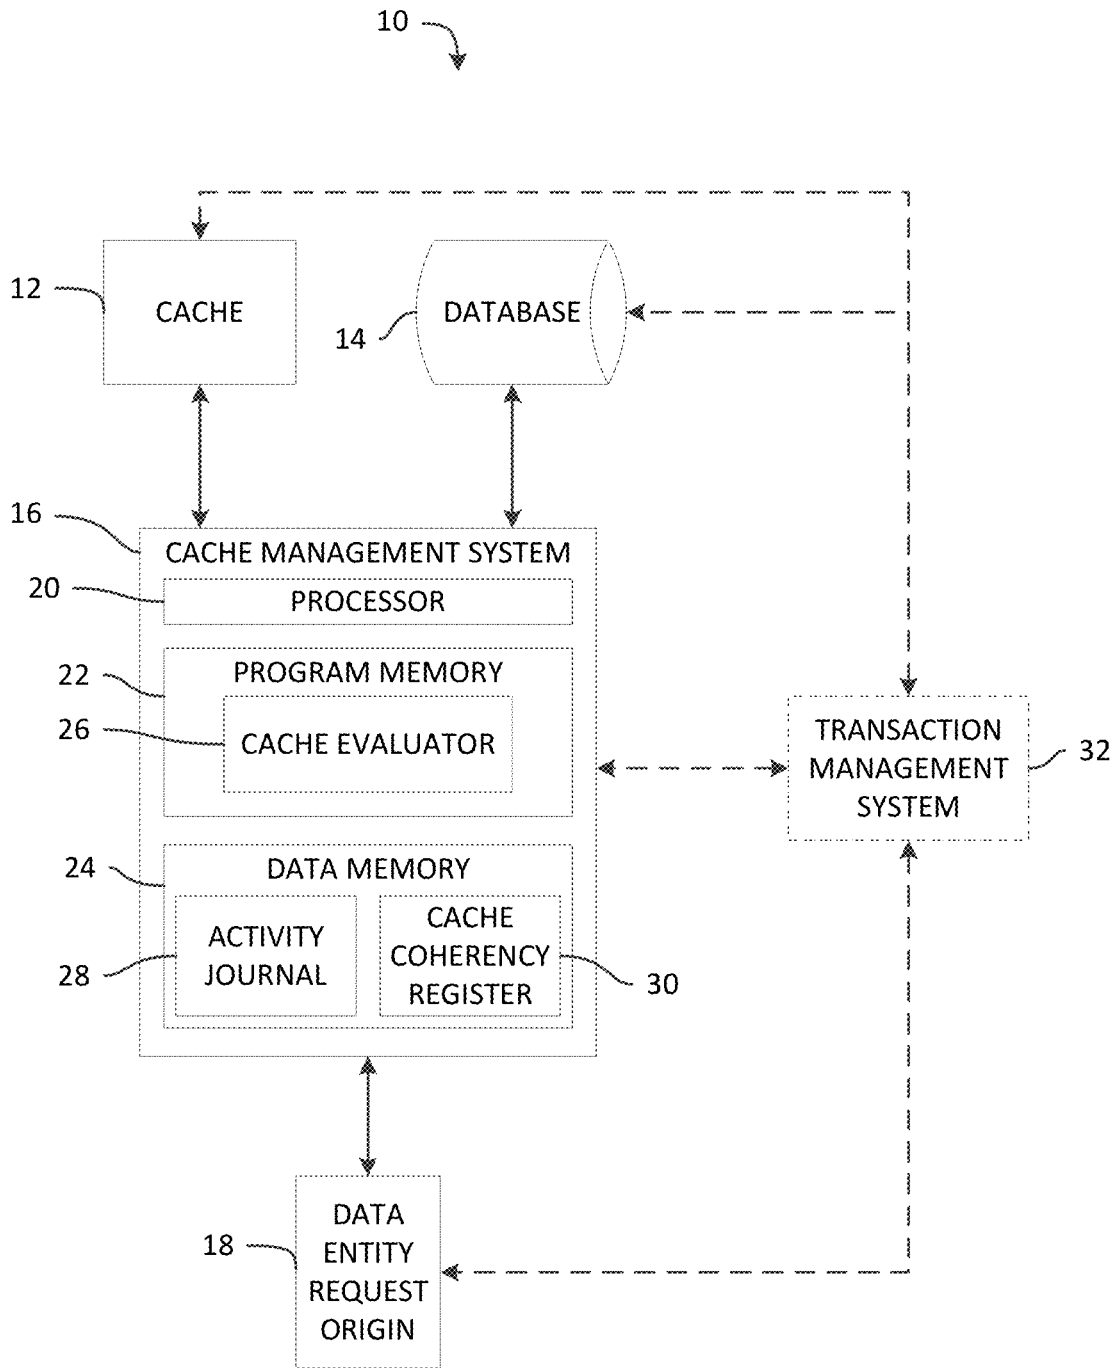 10
12
CACHE
14
DATABASE
16
CACHE MANAGEMENT SYSTEM
20
PROCESSOR
22
PROGRAM MEMORY
26
CACHE EVALUATOR
TRANSACTION
MANAGEMENT
SYSTEM
32
24
DATA MEMORY
28
ACTIVITY
JOURNAL
CACHE
COHERENCY
REGISTER
30
18
DATA
ENTITY
REQUEST
ORIGIN